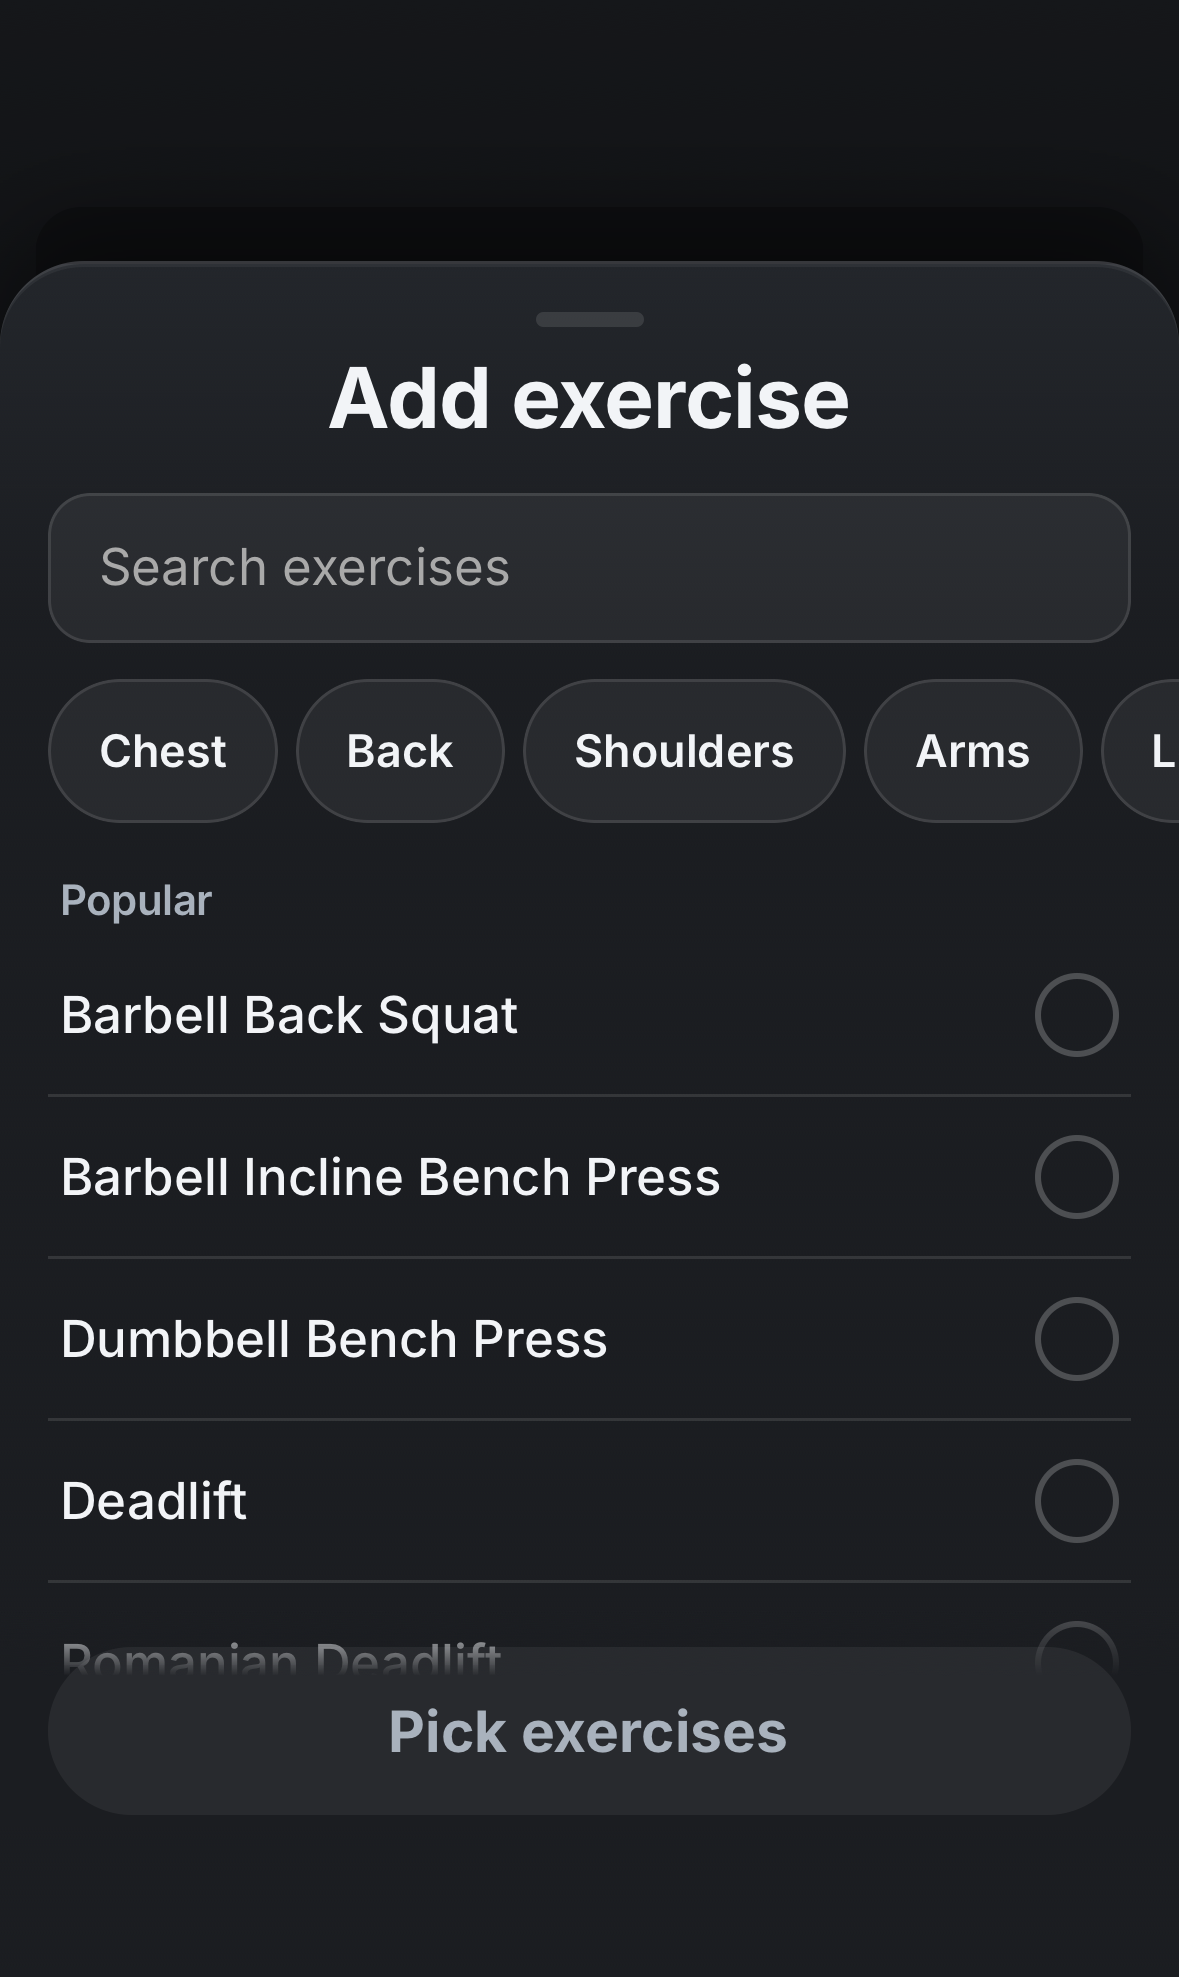 Add exercise
Search exercises
Chest Back Shoulders Arms L
Popular
Barbell Back Squat
Barbell Incline Bench Press
Dumbbell Bench Press
Deadlift
Romanian Deadlift
Pick exercises